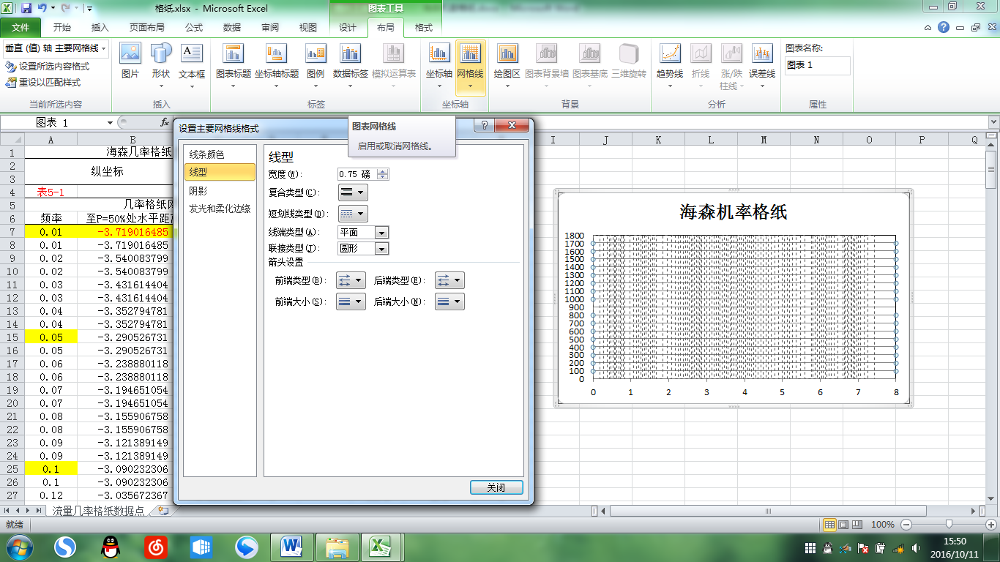 格纸.xlsx - Microsoft Excel
图表工具
文件 开始 插入 页面布局 公式 数据 审阅 视图 设计 布局 格式
垂直 (值) 轴 主要网格线
设置所选内容格式
重设以匹配样式
当前所选内容
图片 形状 文本框
插入
图表标题 坐标轴标题 图例 数据标签 模拟运算表
标签
坐标轴 网格线
坐标轴
绘图区 图表背景墙 图表基底 三维旋转
背景
趋势线 折线 涨/跌 柱线 误差线
分析
图表名称:
图表 1
属性
图表 1 fx
A B I J K L M N O P Q
1 海森几率格纸
2 纵坐标
3
4 表5-1
5 几率格纸网
6 频率 至P=50%处水平距离
7 0.01 -3.719016485
8 0.01 -3.719016485
9 0.02 -3.540083799
10 0.02 -3.540083799
11 0.03 -3.431614404
12 0.03 -3.431614404
13 0.04 -3.352794781
14 0.04 -3.352794781
15 0.05 -3.290526731
16 0.05 -3.290526731
17 0.06 -3.238880118
18 0.06 -3.238880118
19 0.07 -3.194651054
20 0.07 -3.194651054
21 0.08 -3.155906758
22 0.08 -3.155906758
23 0.09 -3.121389149
24 0.09 -3.121389149
25 0.1 -3.090232306
26 0.1 -3.090232306
27 0.12 -3.035672367
设置主要网格线格式
图表网格线
启用或取消网格线。
线条颜色
线型
阴影
发光和柔化边缘
线型
宽度(W): 0.75 磅
复合类型(C):
短划线类型(D):
线端类型(A): 平面
联接类型(J): 圆形
箭头设置
前端类型(B): 后端类型(E):
前端大小(S): 后端大小(N):
关闭
海森机率格纸
1800
1700
1600
1500
1400
1300
1200
1100
1000
900
800
700
600
500
400
300
200
100
0
0 1 2 3 4 5 6 7 8
流量几率格纸数据点
就绪
100%
15:50
2016/10/11